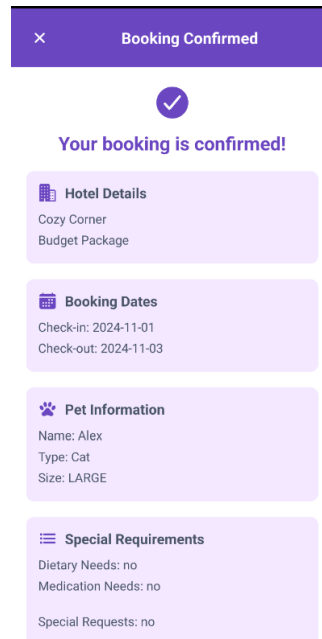 Booking Confirmed
Your booking is confirmed!
Hotel Details
Cozy Corner
Budget Package
Booking Dates
Check-in: 2024-11-01
Check-out: 2024-11-03
Pet Information
Name: Alex
Type: Cat
Size: LARGE
Special Requirements
Dietary Needs: no
Medication Needs: no
Special Requests: no